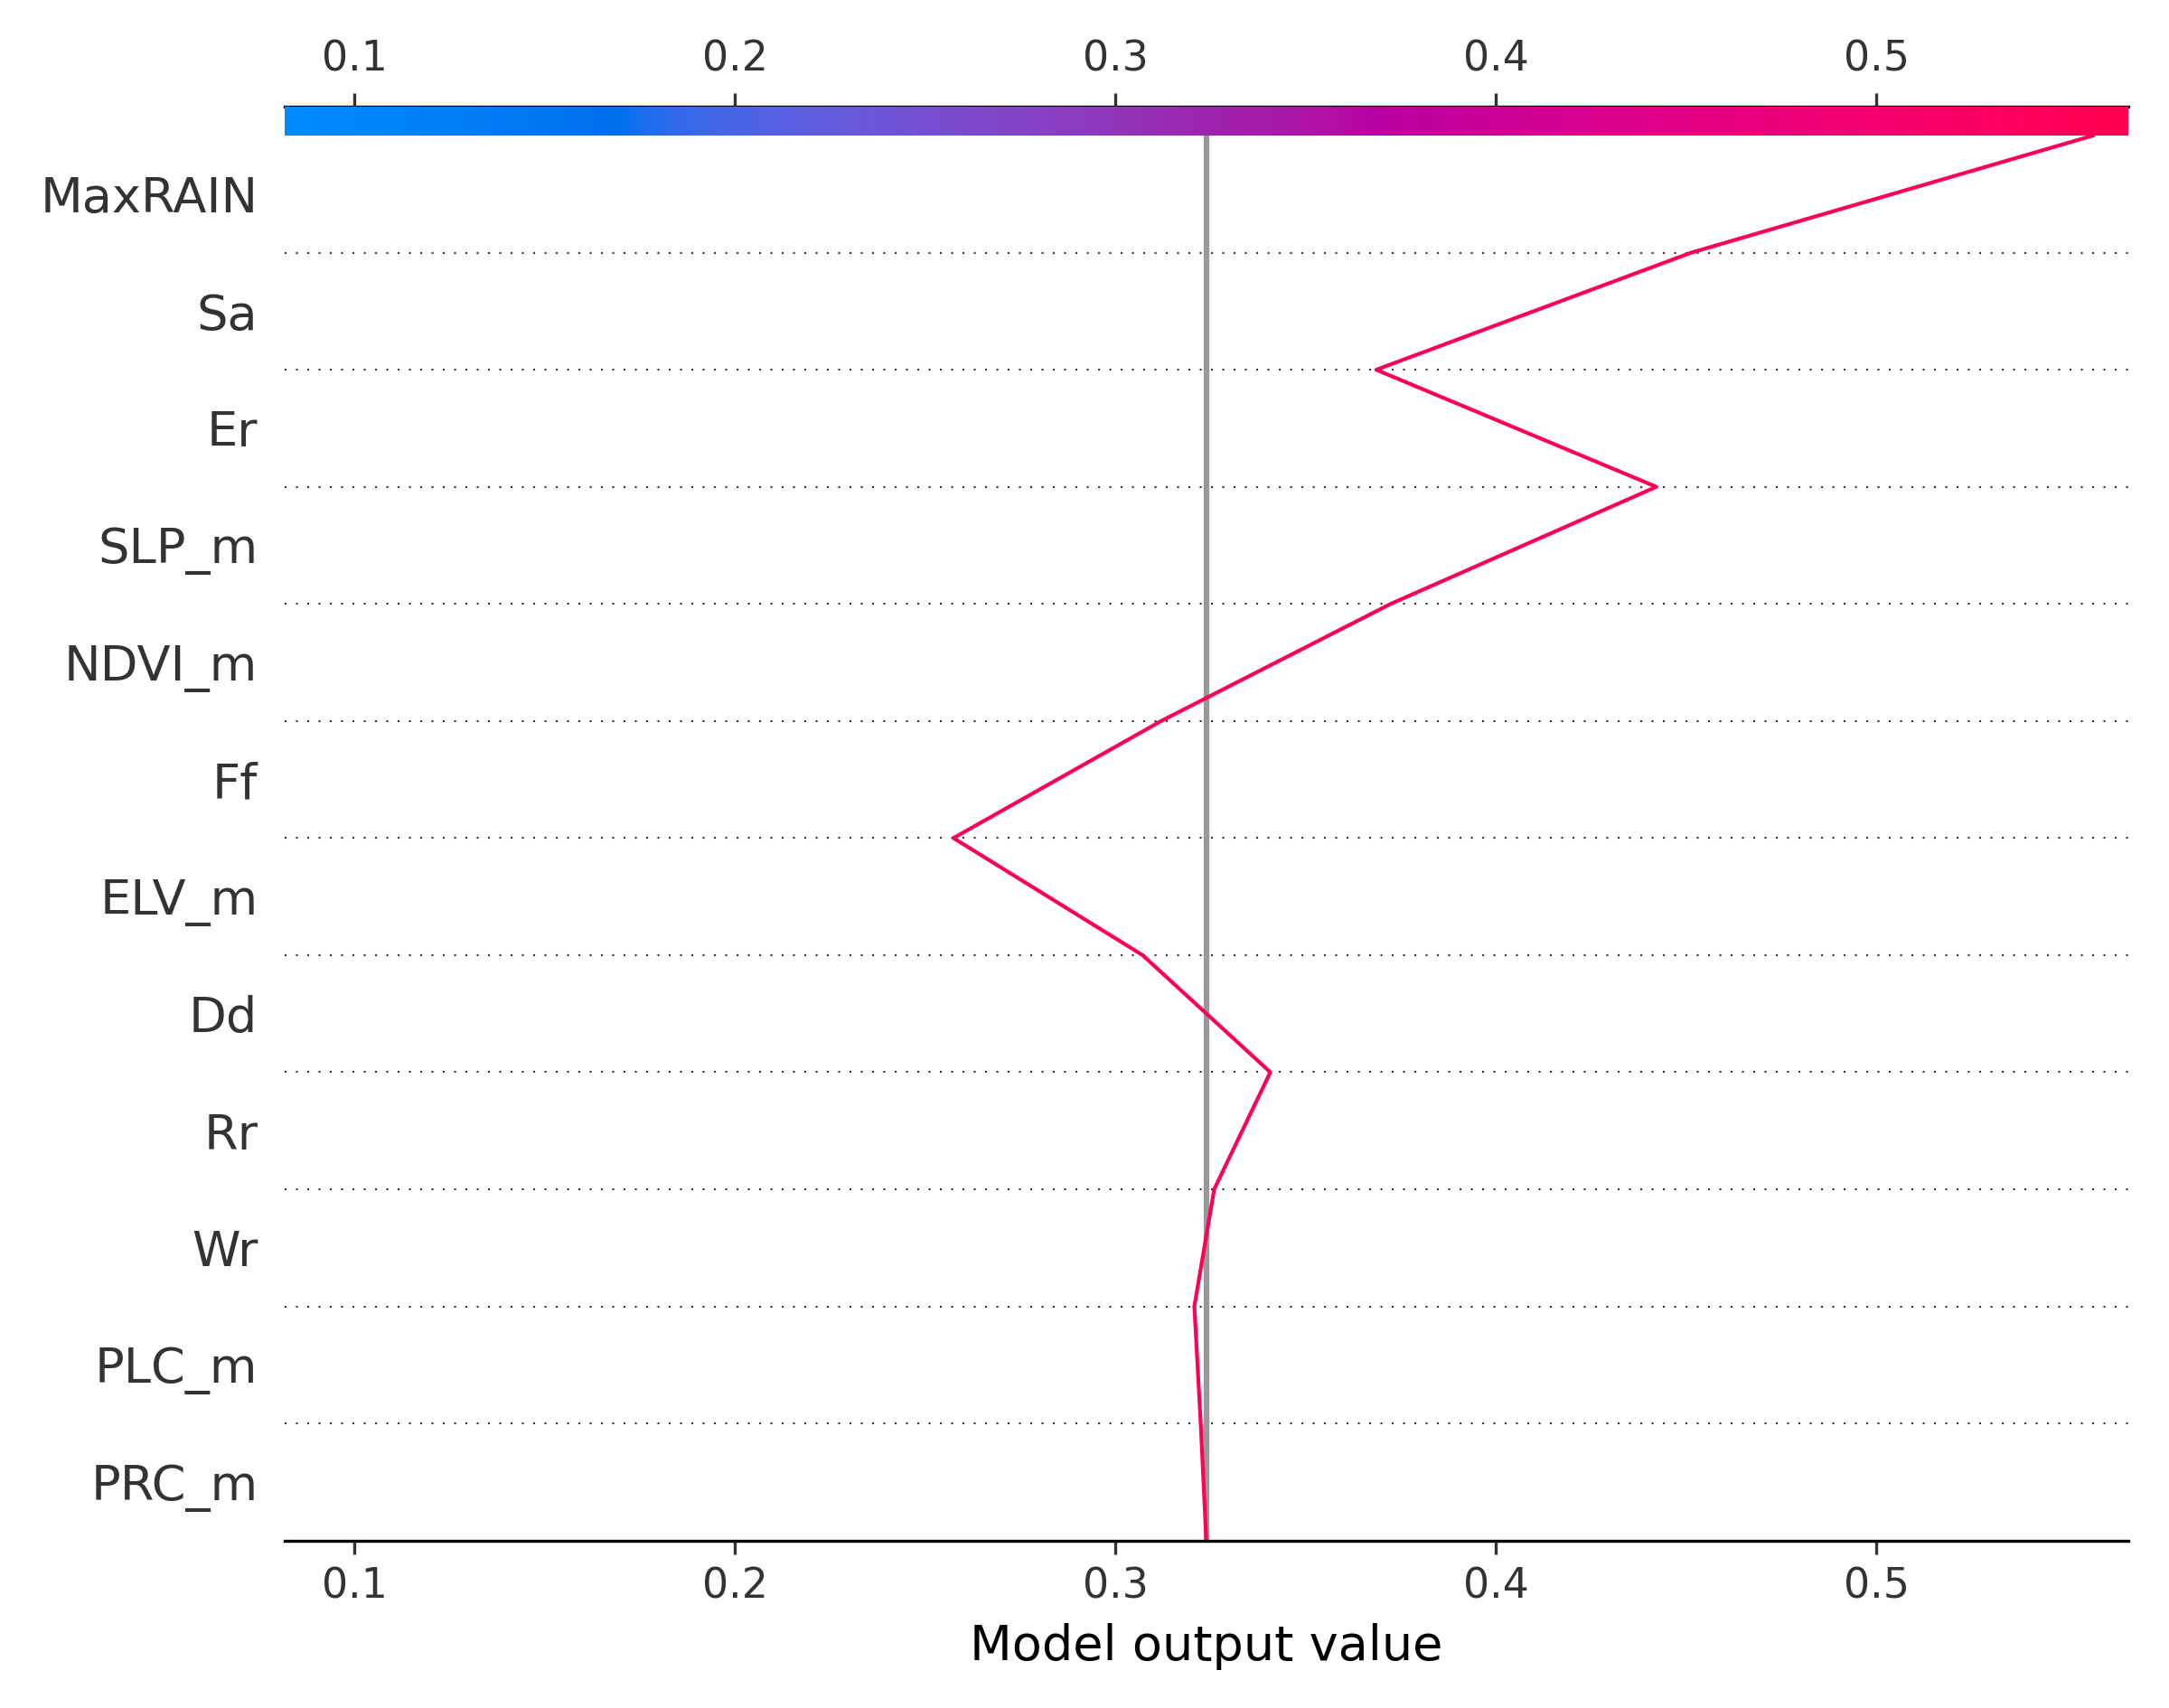 0.1 0.2 0.3 0.4 0.5
MaxRAIN
Sa
Er
SLP_m
NDVI_m
Ff
ELV_m
Dd
Rr
Wr
PLC_m
PRC_m
0.1 0.2 0.3 0.4 0.5
Model output value